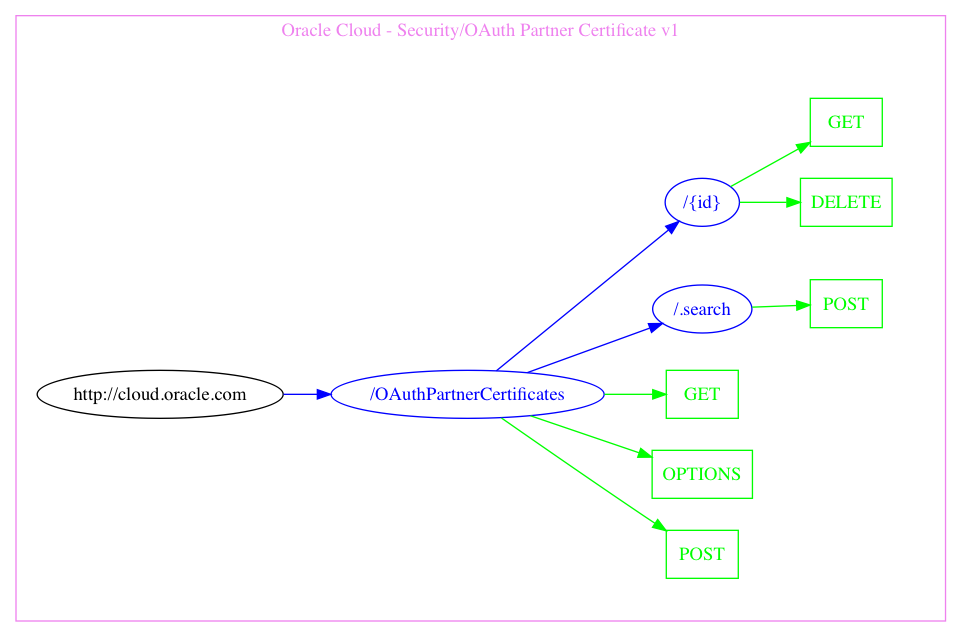 Oracle Cloud - Security/OAuth Partner Certificate v1
GET
/{id}
DELETE
/.search
POST
http://cloud.oracle.com
/OAuthPartnerCertificates
GET
OPTIONS
POST